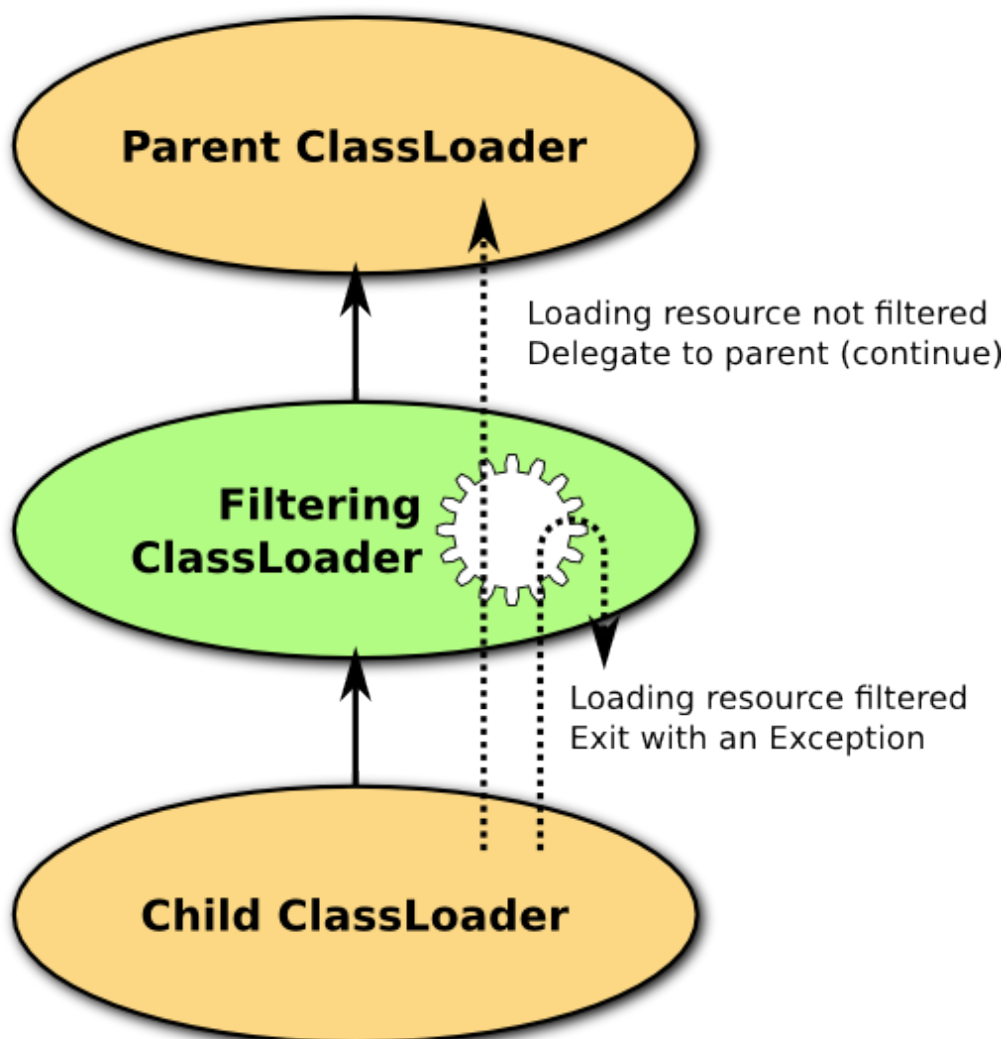 Parent ClassLoader
Loading resource not filtered
Delegate to parent (continue)
Filtering
ClassLoader
Loading resource filtered
Exit with an Exception
Child ClassLoader